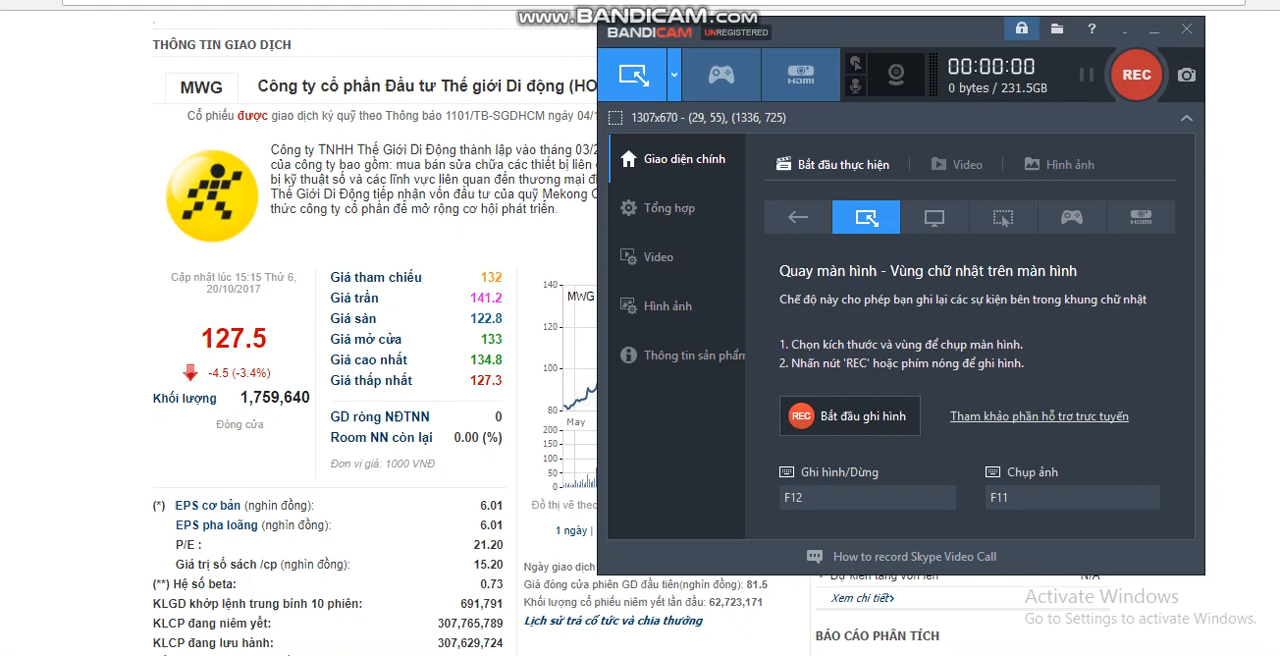 www.BANDICAM.com
THÔNG TIN GIAO DỊCH
MWG
Công ty cổ phần Đầu tư Thế giới Di động (HO
Cổ phiếu được giao dịch ký quỹ theo Thông báo 1101/TB-SGDHCM ngày 04/1
Công ty TNHH Thế Giới Di Động thành lập vào tháng 03/2
của công ty bao gồm: mua bán sửa chữa các thiết bị liên
bị kỹ thuật số và các lĩnh vực liên quan đến thương mại đi
Thế Giới Di Động tiếp nhận vốn đầu tư của quỹ Mekong C
thức công ty cổ phần để mở rộng cơ hội phát triển.
Cập nhật lúc 15:15 Thứ 6,
20/10/2017
127.5
-4.5 (-3.4%)
Khối lượng 1,759,640
Đóng cửa
Giá tham chiếu 132
Giá trần 141.2
Giá sàn 122.8
Giá mở cửa 133
Giá cao nhất 134.8
Giá thấp nhất 127.3
GD ròng NĐTNN 0
Room NN còn lại 0.00 (%)
Đơn vị giá: 1000 VNĐ
140
MWG
120
100
80
May
200
150
100
50
0
Đồ thị vẽ theo
1 ngày |
(*) EPS cơ bản (nghìn đồng): 6.01
EPS pha loãng (nghìn đồng): 6.01
P/E : 21.20
Giá trị sổ sách /cp (nghìn đồng): 15.20
(**) Hệ số beta: 0.73
KLGD khớp lệnh trung bình 10 phiên: 691,791
KLCP đang niêm yết: 307,765,789
KLCP đang lưu hành: 307,629,724
Ngày giao dịch
Giá đóng cửa phiên GD đầu tiên(nghìn đồng): 81.5
Khối lượng cổ phiếu niêm yết lần đầu: 62,723,171
Lịch sử trả cổ tức và chia thưởng
Dự kiến tăng vốn lên N/A
Xem chi tiết>
BÁO CÁO PHÂN TÍCH
BANDICAM UNREGISTERED
?
HDMI
00:00:00
0 bytes / 231.5GB
REC
1307x670 - (29, 55), (1336, 725)
Giao diện chính
Tổng hợp
Video
Hình ảnh
Thông tin sản phẩm
Bắt đầu thực hiện
Video
Hình ảnh
HDMI
Quay màn hình - Vùng chữ nhật trên màn hình
Chế độ này cho phép bạn ghi lại các sự kiện bên trong khung chữ nhật
1. Chọn kích thước và vùng để chụp màn hình.
2. Nhấn nút 'REC' hoặc phím nóng để ghi hình.
REC Bắt đầu ghi hình
Tham khảo phần hỗ trợ trực tuyến
Ghi hình/Dừng
F12
Chụp ảnh
F11
How to record Skype Video Call
Activate Windows
Go to Settings to activate Windows.